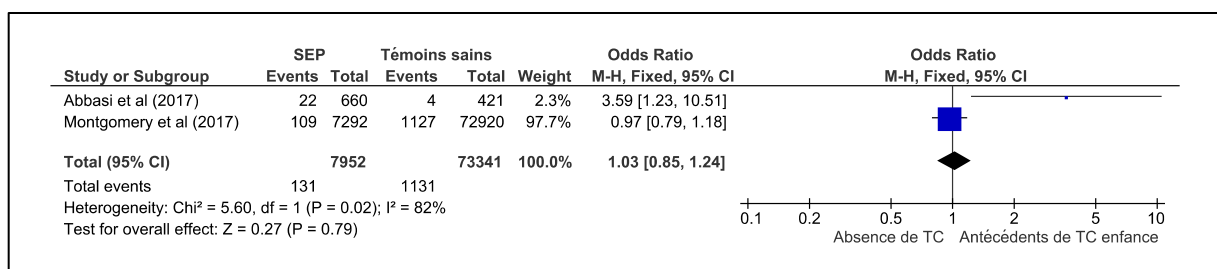 SEP Témoins sains Odds Ratio Odds Ratio
Study or Subgroup Events Total Events Total Weight M-H, Fixed, 95% CI M-H, Fixed, 95% CI
Abbasi et al (2017) 22 660 4 421 2.3% 3.59 [1.23, 10.51]
Montgomery et al (2017) 109 7292 1127 72920 97.7% 0.97 [0.79, 1.18]
Total (95% CI) 7952 73341 100.0% 1.03 [0.85, 1.24]
Total events 131 1131
Heterogeneity: Chi² = 5.60, df = 1 (P = 0.02); I² = 82%
Test for overall effect: Z = 0.27 (P = 0.79)
0.1 0.2 0.5 1 2 5 10
Absence de TC Antécédents de TC enfance